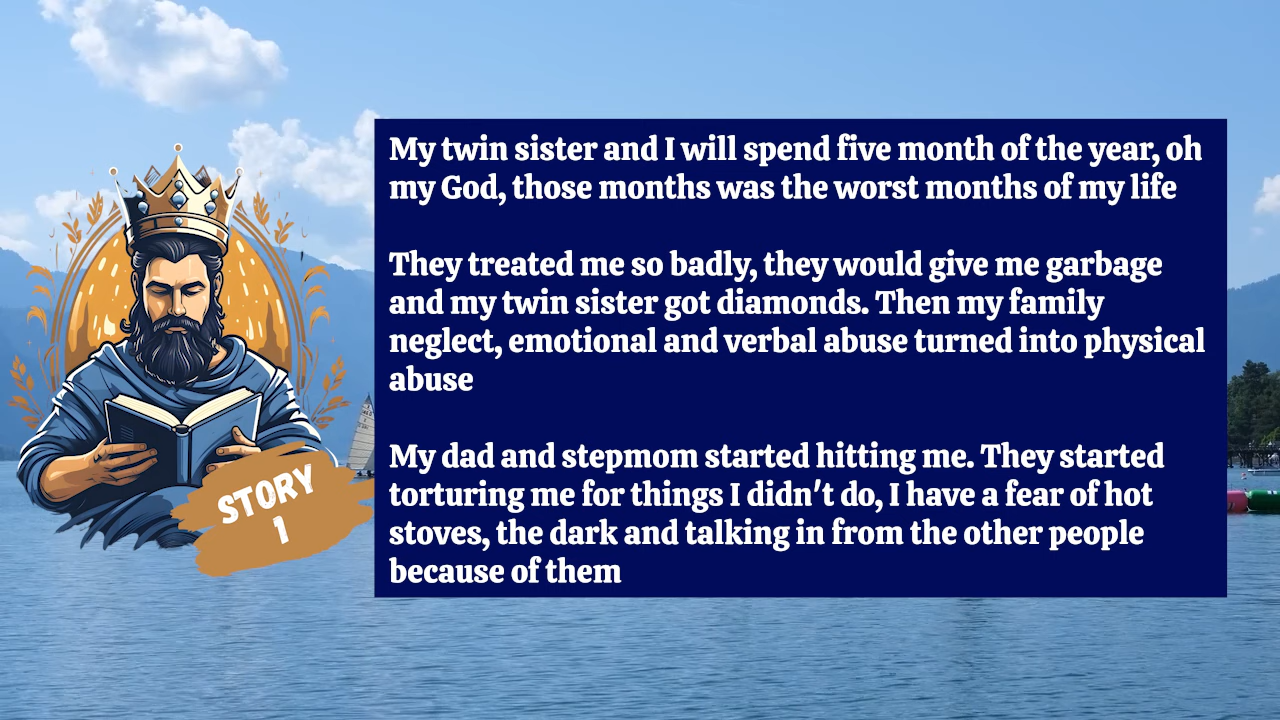 My twin sister and I will spend five month of the year, oh
my God, those months was the worst months of my life
They treated me so badly, they would give me garbage
and my twin sister got diamonds. Then my family
neglect, emotional and verbal abuse turned into physical
abuse
My dad and stepmom started hitting me. They started
torturing me for things I didn't do, I have a fear of hot
stoves, the dark and talking in from the other people
because of them
STORY
1